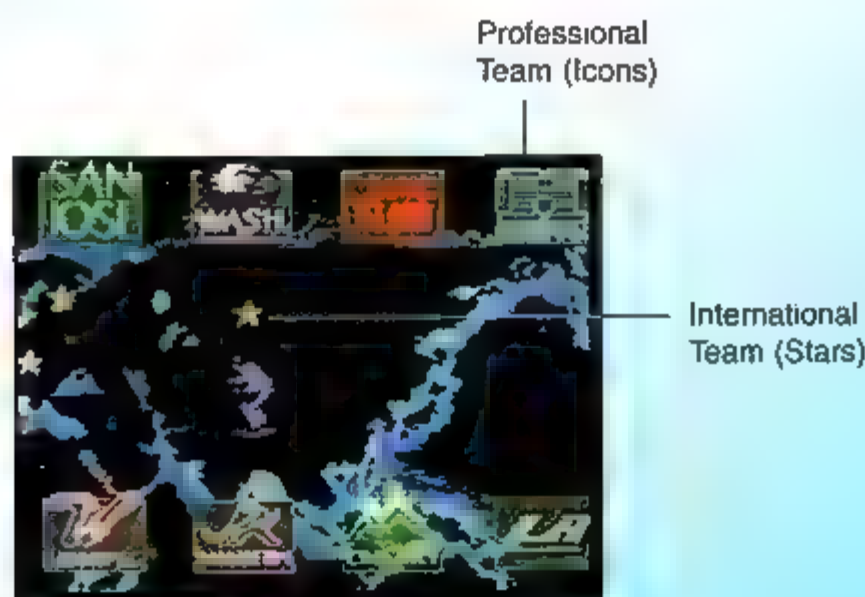 Professional
Team (Icons)
SAN
JOSE
WASH
International
Team (Stars)